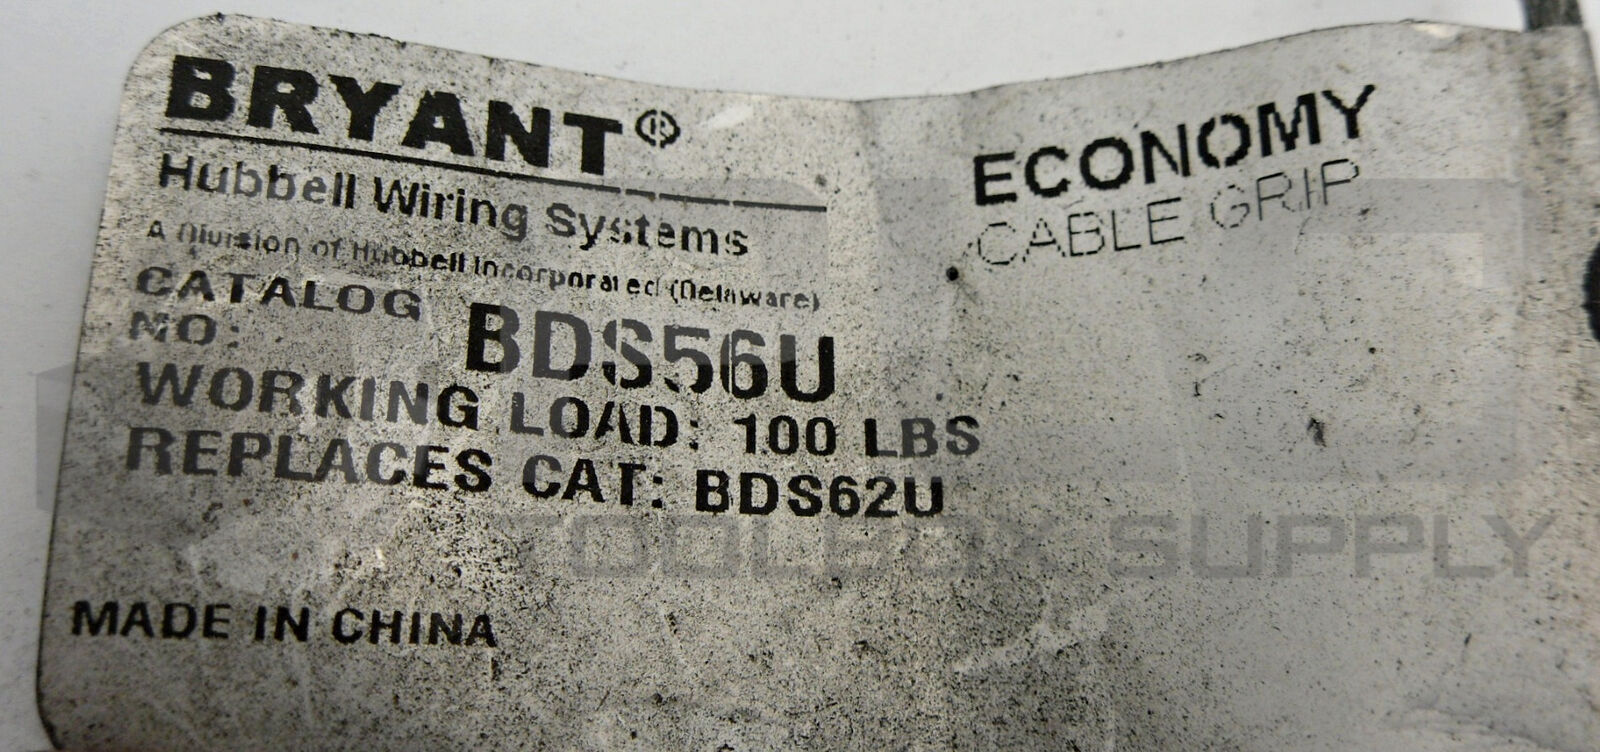 BRYANT®
Hubbell Wiring Systems
A Division of Hubbell Incorporated (Delaware)
CATALOG
NO: BDS56U
WORKING LOAD: 100 LBS
REPLACES CAT: BDS62U
MADE IN CHINA
ECONOMY
CABLE GRIP
TOOLBOX SUPPLY